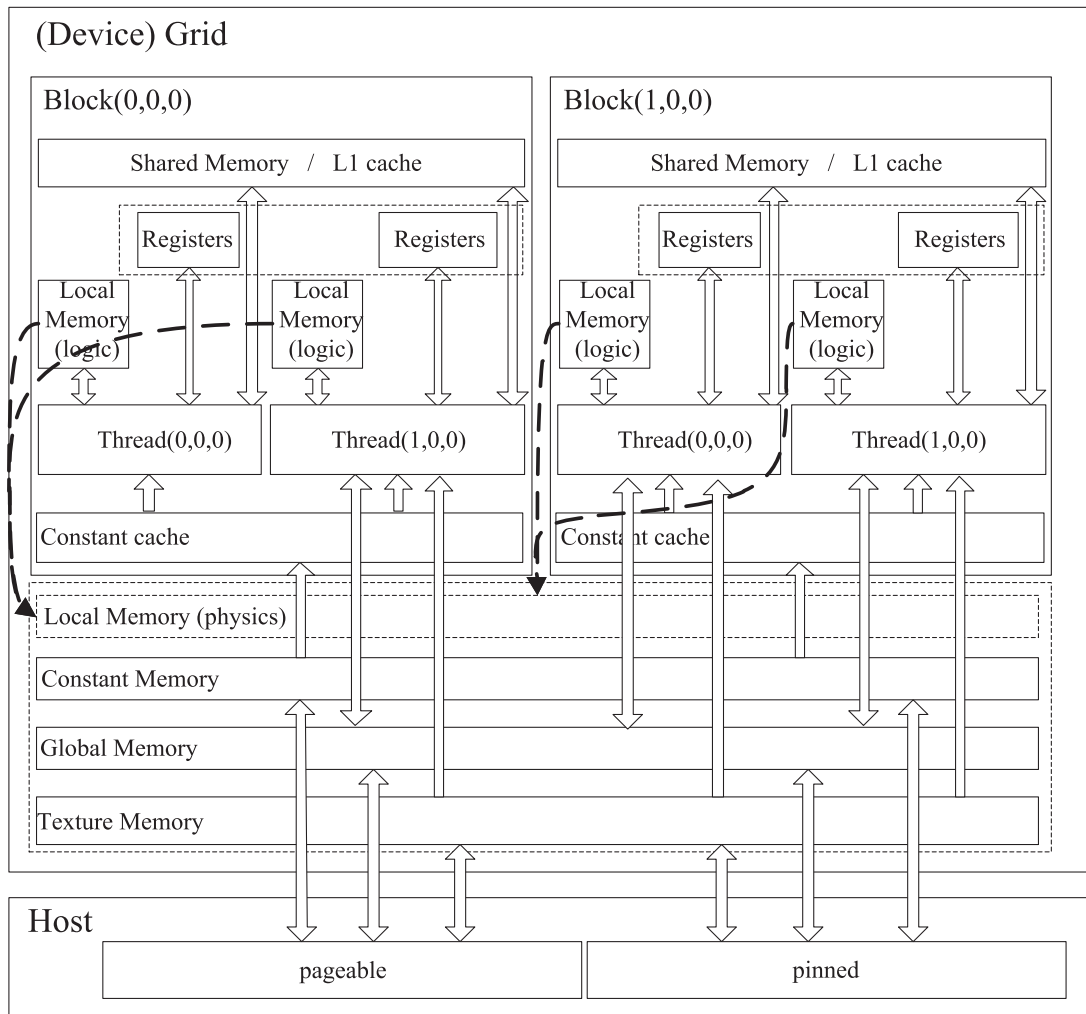 (Device) Grid
Block(0,0,0)
Shared Memory / L1 cache
Registers
Registers
Local
Memory
(logic)
Local
Memory
(logic)
Thread(0,0,0)
Thread(1,0,0)
Constant cache
Block(1,0,0)
Shared Memory / L1 cache
Registers
Registers
Local
Memory
(logic)
Local
Memory
(logic)
Thread(0,0,0)
Thread(1,0,0)
Constant cache
Local Memory (physics)
Constant Memory
Global Memory
Texture Memory
Host
pageable
pinned